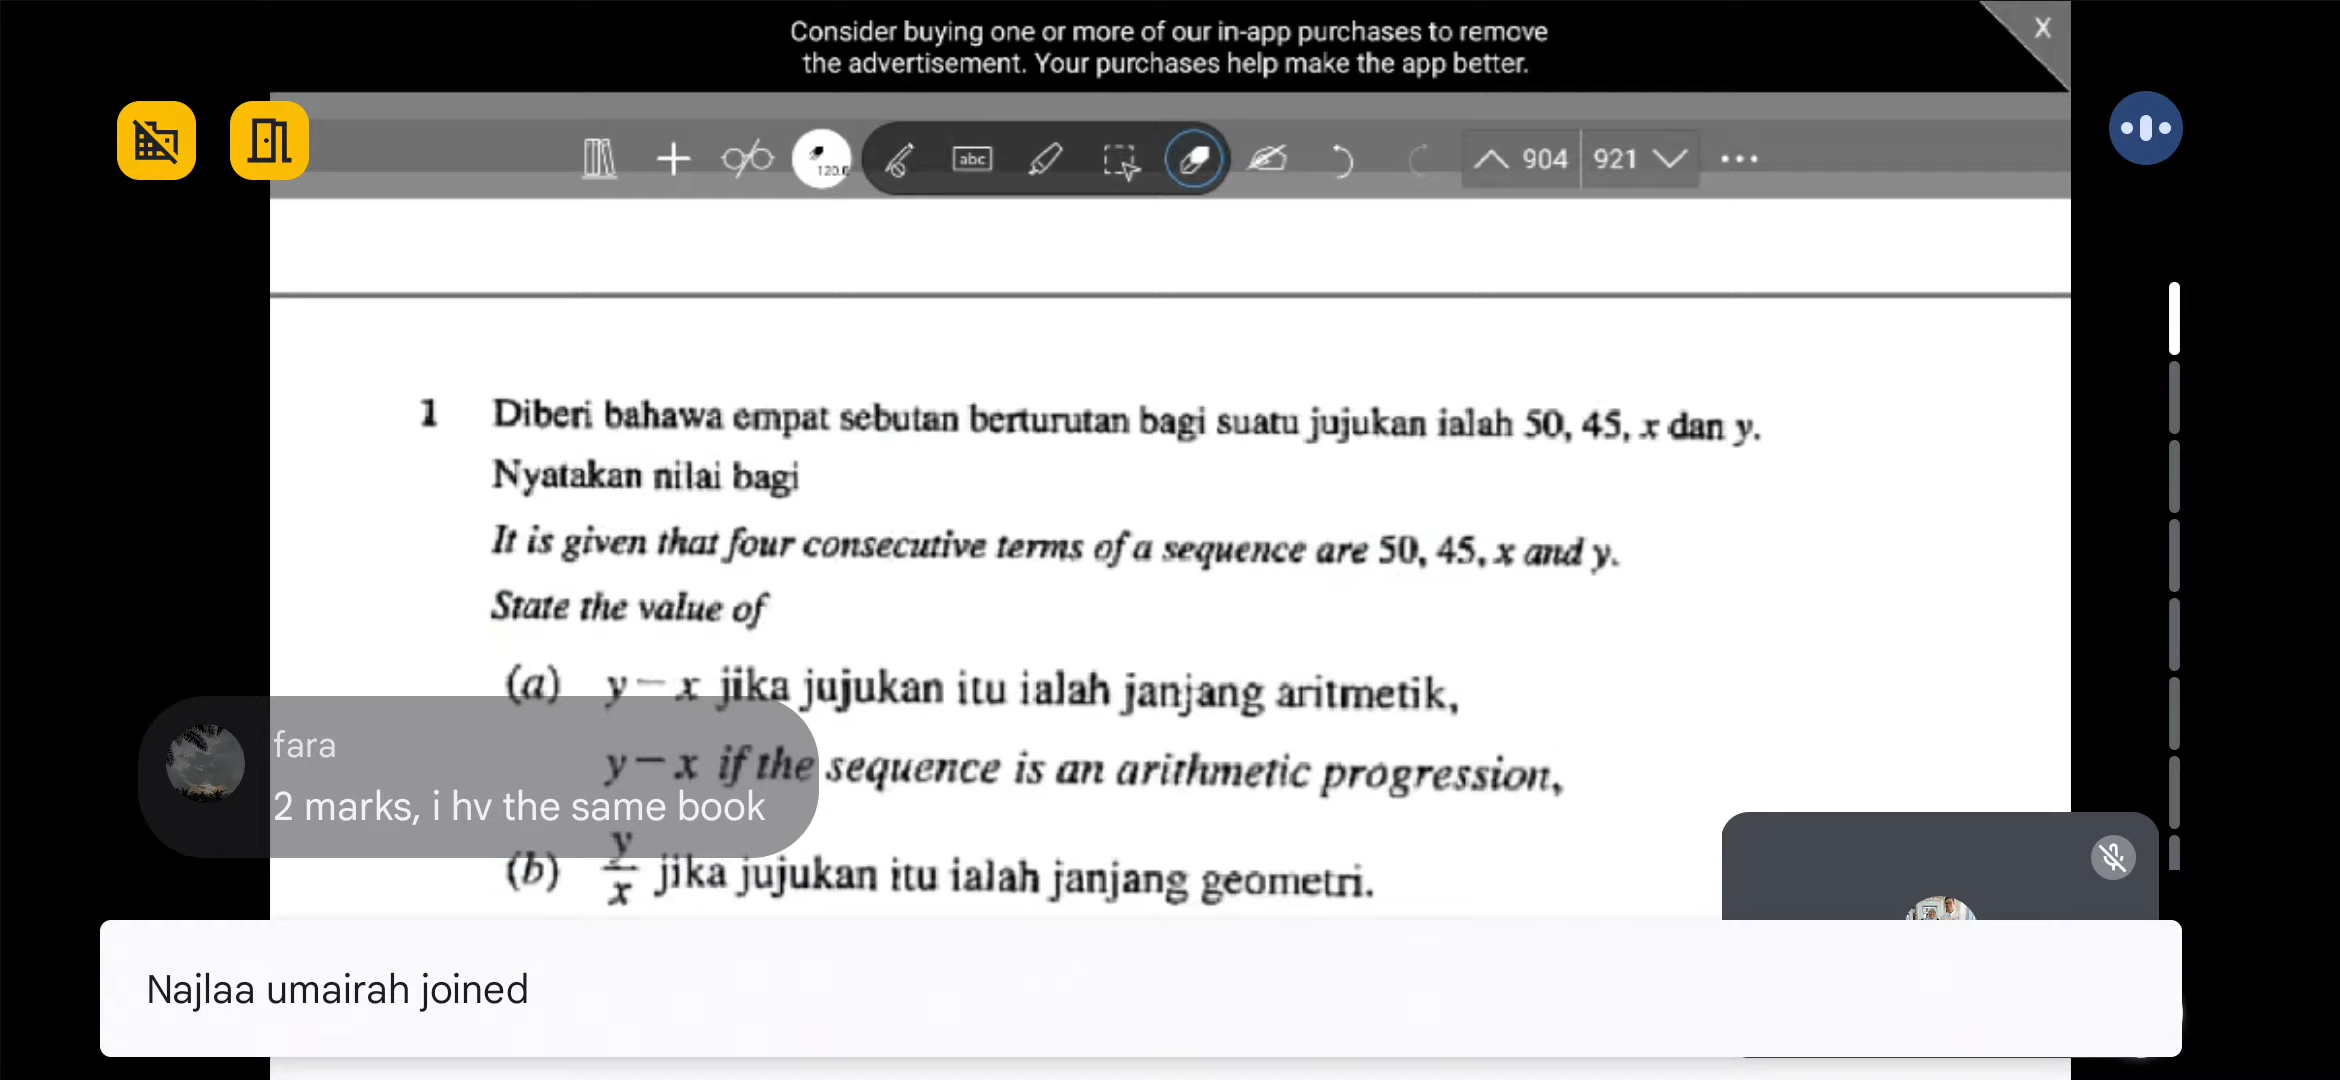 Consider buying one or more of our in-app purchases to remove
the advertisement. Your purchases help make the app better.
X
120.0
abc
904
921
1 Diberi bahawa empat sebutan berturutan bagi suatu jujukan ialah 50, 45, x dan y.
Nyatakan nilai bagi
It is given that four consecutive terms of a sequence are 50, 45, x and y.
State the value of
(a) y − x jika jujukan itu ialah janjang aritmetik,
y − x if the sequence is an arithmetic progression,
fara
2 marks, i hv the same book
(b) y/x jika jujukan itu ialah janjang geometri.
Najlaa umairah joined